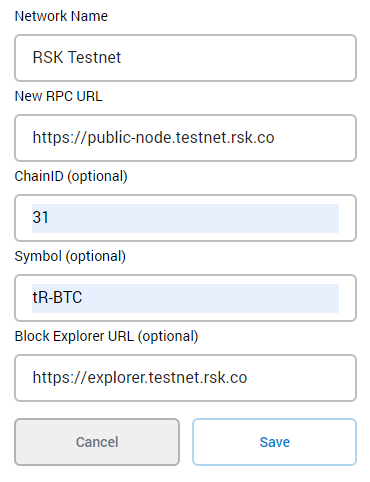 Network Name
RSK Testnet
New RPC URL
https://public-node.testnet.rsk.co
ChainID (optional)
31
Symbol (optional)
tR-BTC
Block Explorer URL (optional)
https://explorer.testnet.rsk.co
Cancel Save